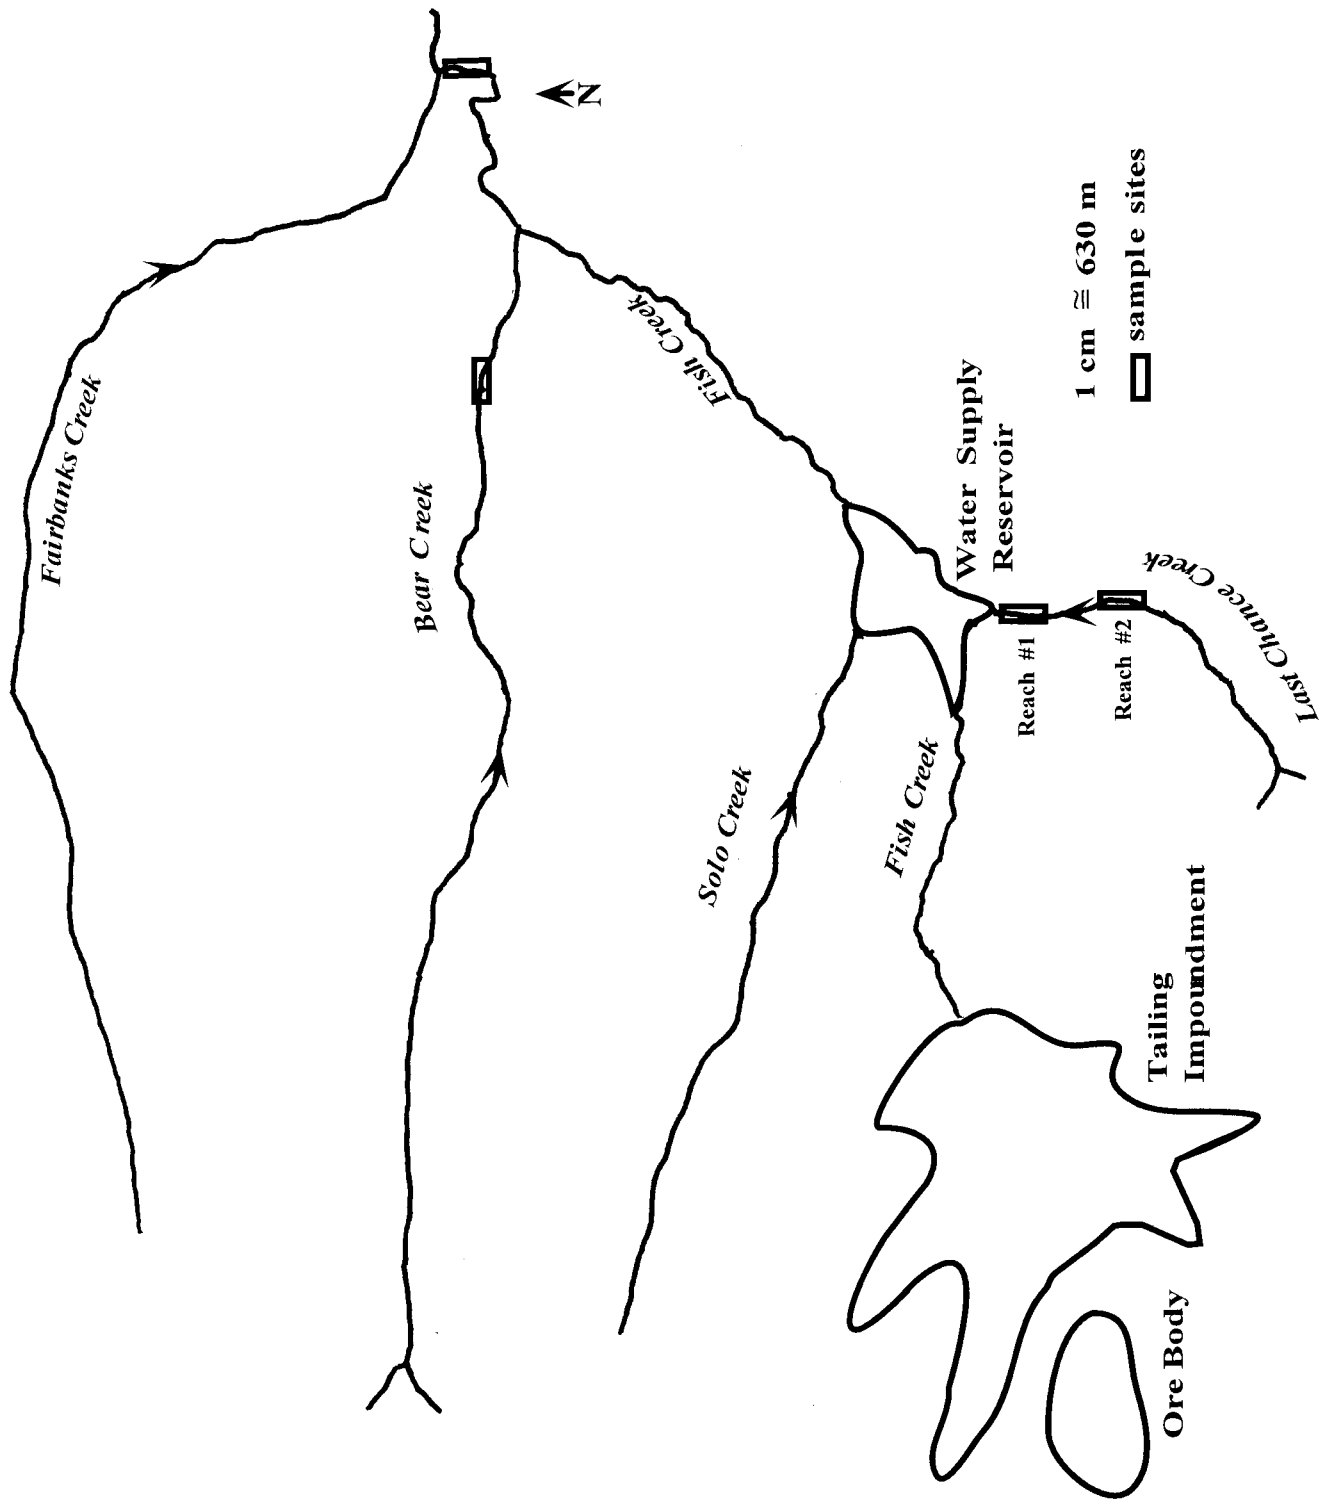 N
Fairbanks Creek
Bear Creek
Fish Creek
Solo Creek
Fish Creek
Water Supply
Reservoir
1 cm ≅ 630 m
sample sites
Reach #1
Reach #2
Last Chance Creek
Tailing
Impoundment
Ore Body